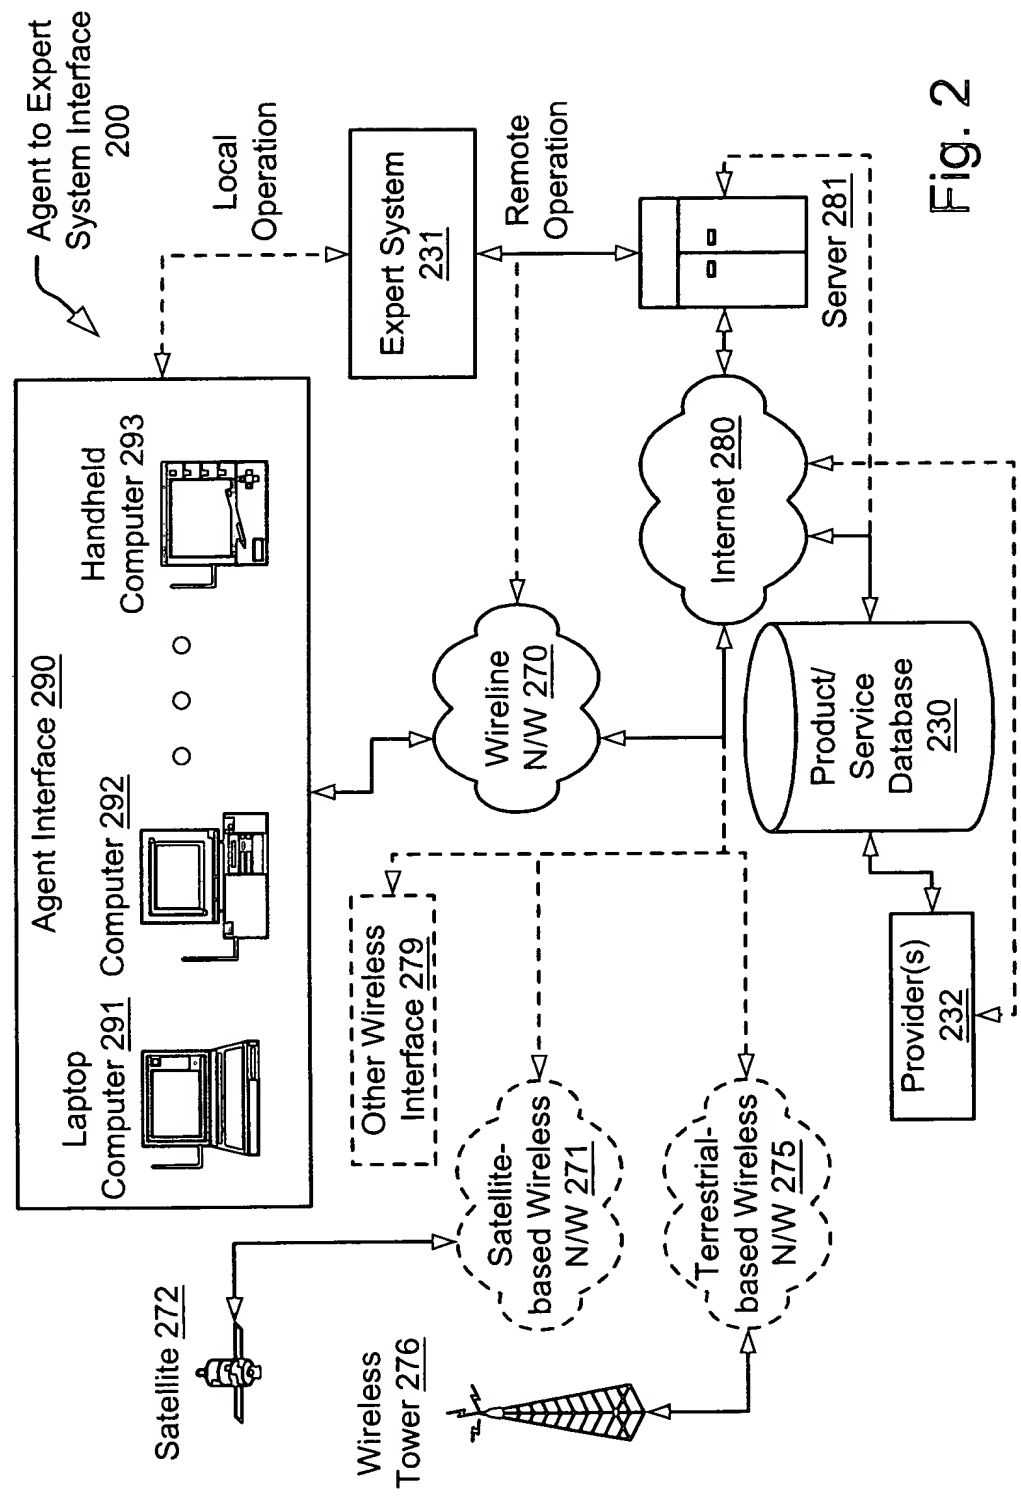 Agent to Expert
System Interface
200
Agent Interface 290
Laptop
Computer 291
Computer 292
Handheld
Computer 293
Local
Operation
Satellite 272
Other Wireless
Interface 279
Expert System
231
Wireless
Tower 276
Satellite-
based Wireless
N/W 271
Wireline
N/W 270
Remote
Operation
Terrestrial-
based Wireless
N/W 275
Internet 280
Server 281
Product/
Service
Database
230
Provider(s)
232
Fig. 2